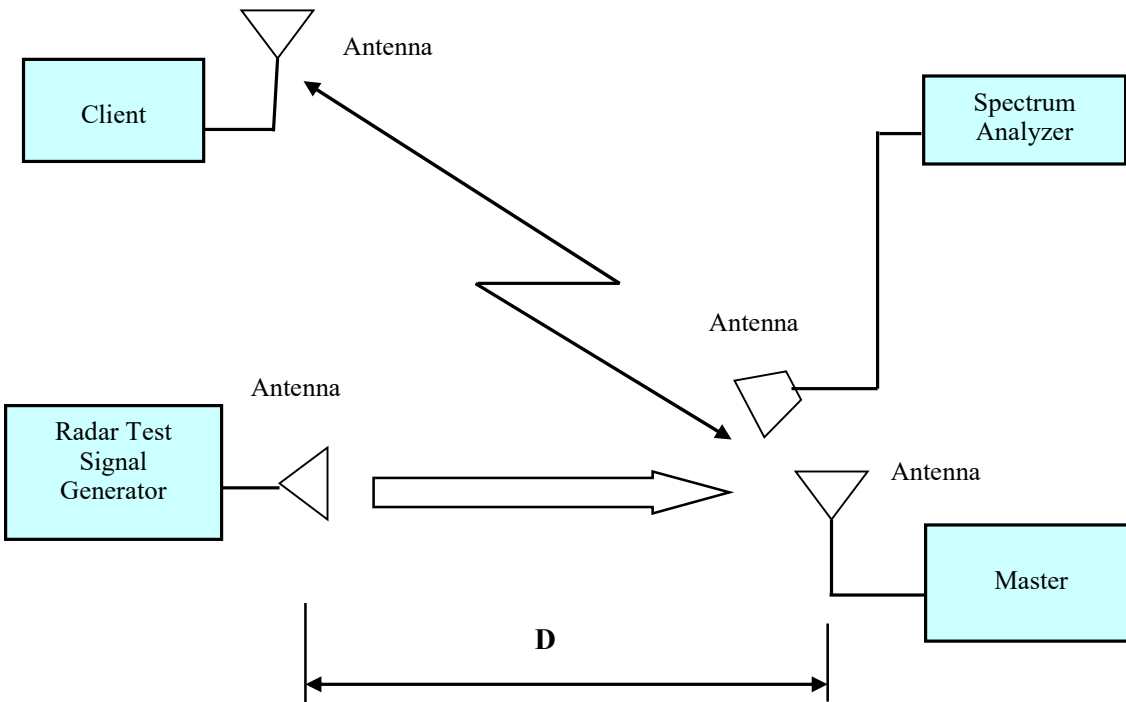 Antenna
Client
Spectrum
Analyzer
Antenna
Antenna
Radar Test
Signal
Generator
Antenna
Master
D